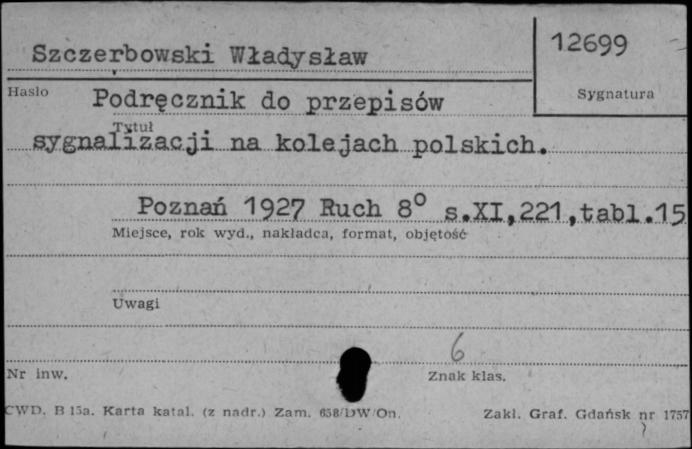 Szczerbowski Władysław
12699
Hasło
Sygnatura
Podręcznik do przepisów
Tytuł
sygnalizacji na kolejach polskich.
Poznań 1927 Ruch 8° s.XI,221,tabl.15
Miejsce, rok wyd., nakładca, format, objętość
Uwagi
6
Nr inw.
Znak klas.
CWD. B 15a. Karta katal. (z nadr.) Zam. 658/DW/On.
Zakl. Graf. Gdańsk nr 1757